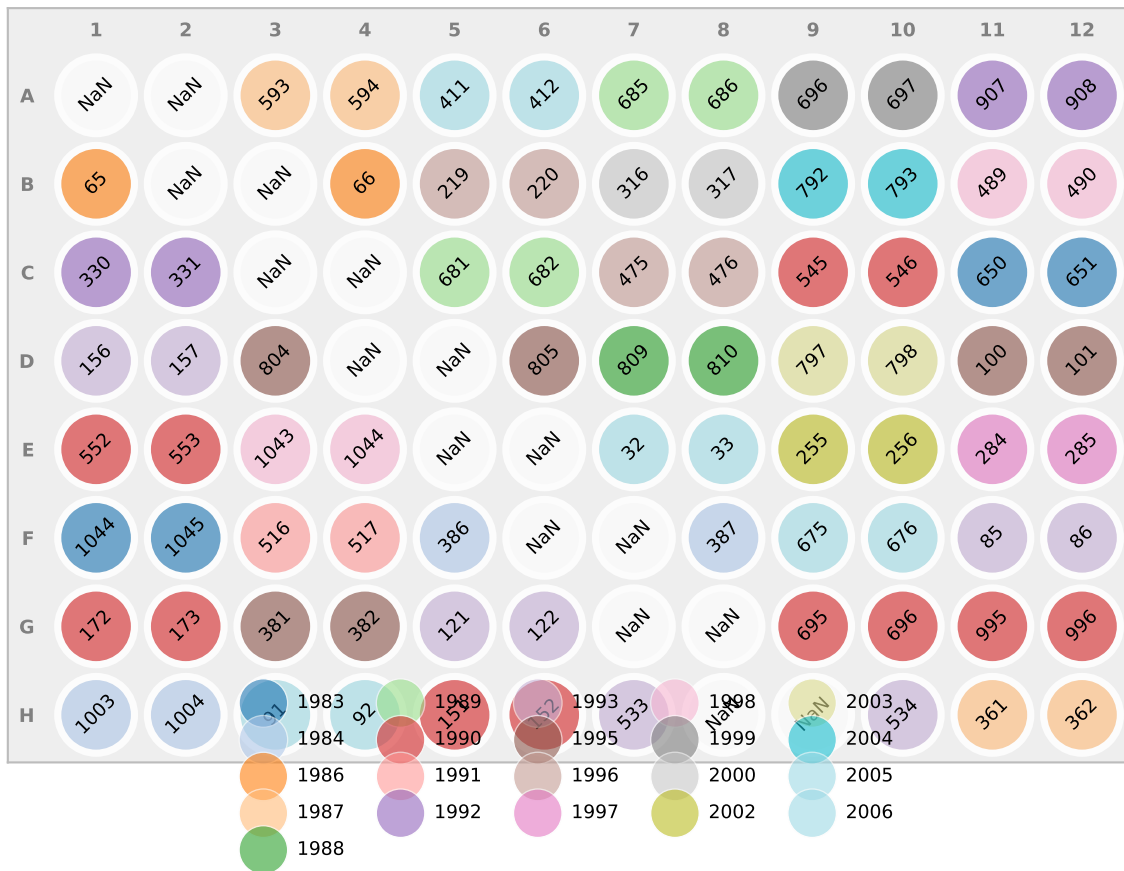 1 2 3 4 5 6 7 8 9 10 11 12
A NaN NaN 593 594 411 412 685 686 696 697 907 908
B 65 NaN NaN 66 219 220 316 317 792 793 489 490
C 330 331 NaN NaN 681 682 475 476 545 546 650 651
D 156 157 804 NaN NaN 805 809 810 797 798 100 101
E 552 553 1043 1044 NaN NaN 32 33 255 256 284 285
F 1044 1045 516 517 386 NaN NaN 387 675 676 85 86
G 172 173 381 382 121 122 NaN NaN 695 696 995 996
H 1003 1004 91 92 151 152 533 NaN NaN 534 361 362
1983 1989 1993 1998 2003
1984 1990 1995 1999 2004
1986 1991 1996 2000 2005
1987 1992 1997 2002 2006
1988